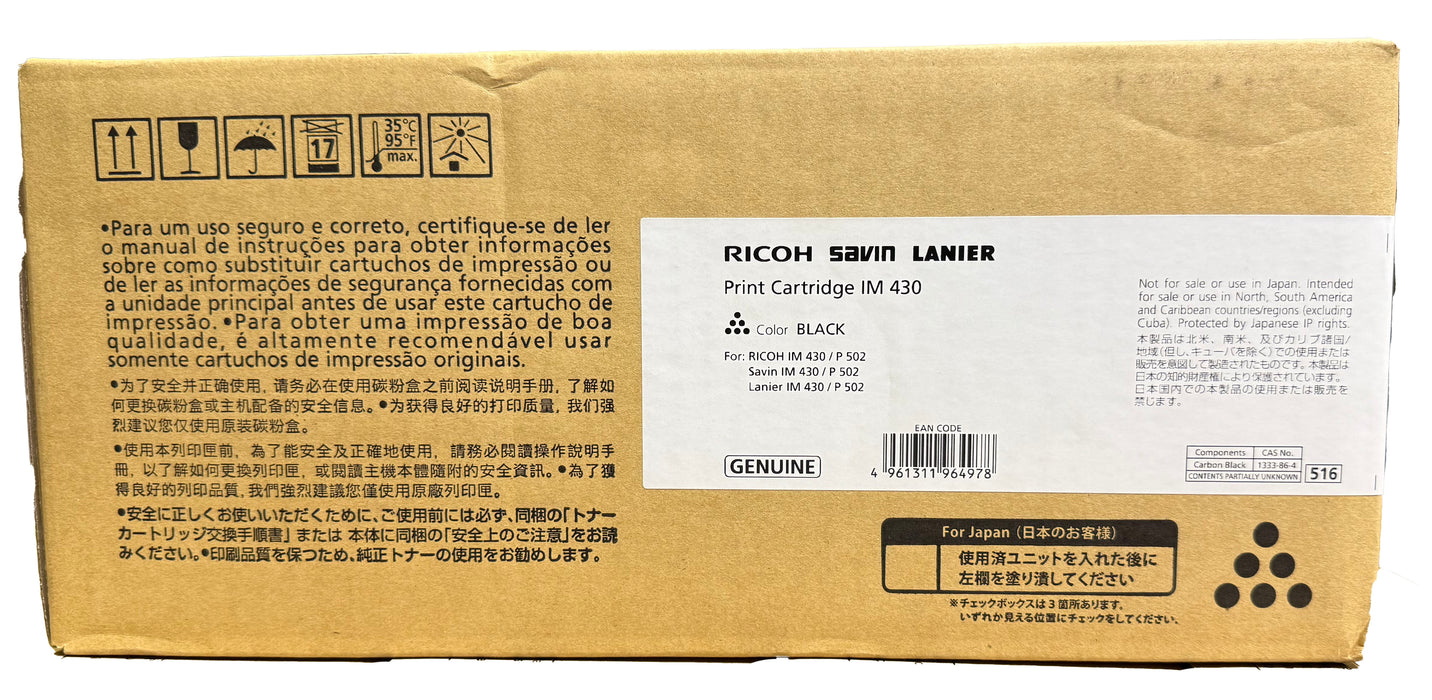 17
35°C
95°F
max.
•Para um uso seguro e correto, certifique-se de ler
o manual de instruções para obter informações
sobre como substituir cartuchos de impressão ou
de ler as informações de segurança fornecidas com
a unidade principal antes de usar este cartucho de
impressão. •Para obter uma impressão de boa
qualidade, é altamente recomendável usar
somente cartuchos de impressão originais.
•为了安全并正确使用，请务必在使用碳粉盒之前阅读说明手册，了解如
何更换碳粉盒或主机配备的安全信息。•为获得良好的打印质量，我们强
烈建议您仅使用原装碳粉盒。
•使用本列印匣前，為了能安全及正確地使用，請務必閱讀操作說明手
冊，以了解如何更換列印匣，或閱讀主機本體隨附的安全資訊。•為了獲
得良好的列印品質，我們強烈建議您僅使用原廠列印匣。
•安全に正しくお使いいただくために、ご使用前には必ず、同梱の「トナー
カートリッジ交換手順書」または 本体に同梱の「安全上のご注意」をお読
みください。•印刷品質を保つため、純正トナーの使用をお勧めします。
RICOH savin LANIER
Print Cartridge IM 430
Color BLACK
For: RICOH IM 430 / P 502
Savin IM 430 / P 502
Lanier IM 430 / P 502
GENUINE
EAN CODE
4 961311 964978
Not for sale or use in Japan. Intended
for sale or use in North, South America
and Caribbean countries/regions (excluding
Cuba). Protected by Japanese IP rights.
本製品は北米、南米、及びカリブ諸国/
地域(但し、キューバを除く)での使用または
販売を意図して製造されたものです。本製品は
日本の知的財産権により保護されています。
日本国内での本製品の使用または販売を
禁じます。
Components CAS No.
Carbon Black 1333-86-4
CONTENTS PARTIALLY UNKNOWN
516
For Japan（日本のお客様）
使用済ユニットを入れた後に
左欄を塗り潰してください
※チェックボックスは3箇所あります。
いずれか見える位置にチェックをしてください。